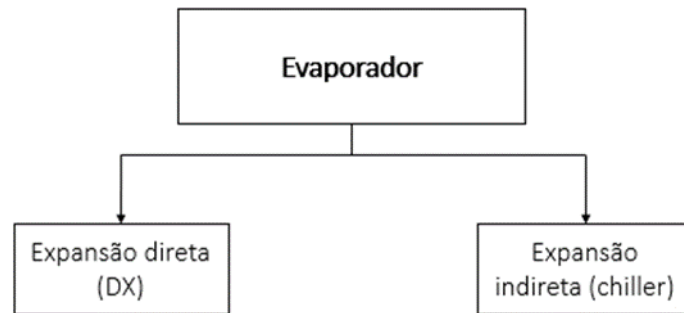 Evaporador
Expansão direta
(DX)
Expansão
indireta (chiller)